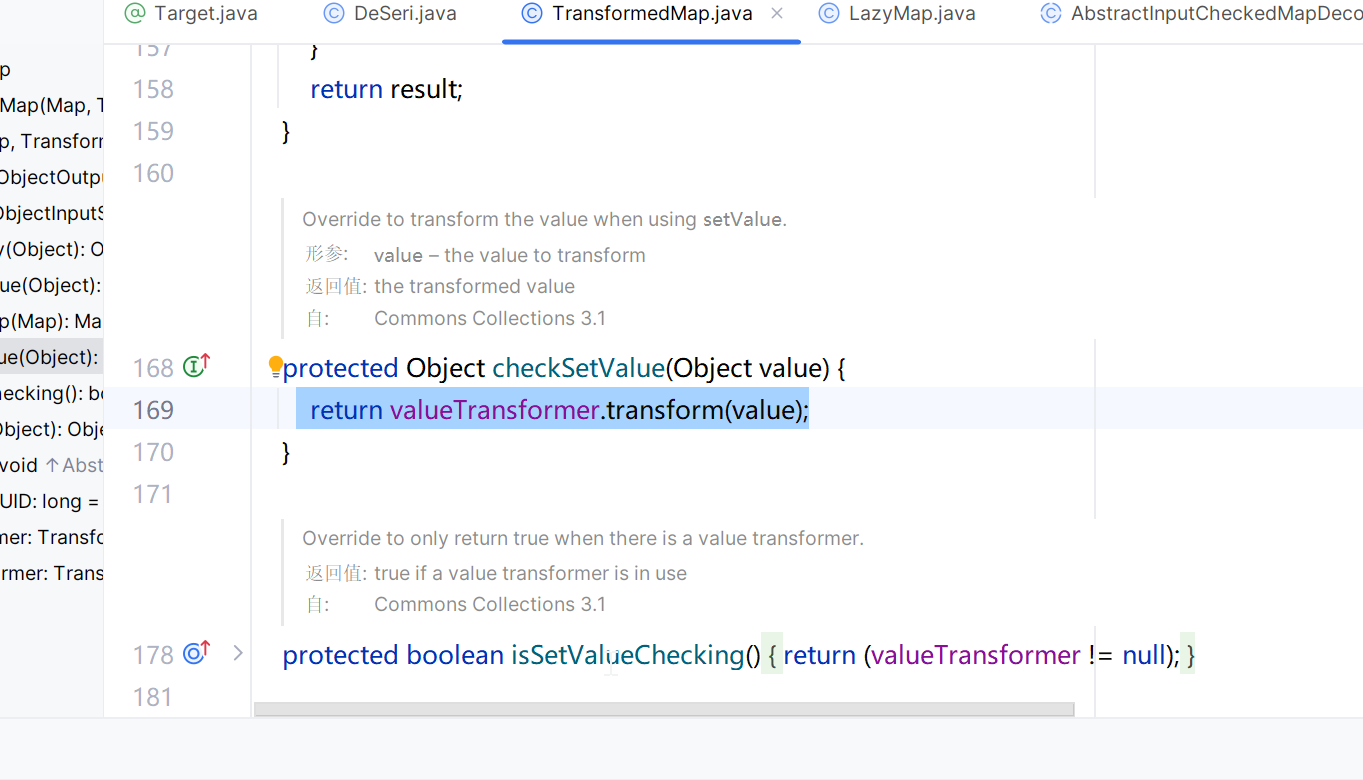 Target.java DeSeri.java TransformedMap.java LazyMap.java AbstractInputCheckedMapDeco
p
Map(Map, T
p, Transforr
ObjectOutp
ObjectInputS
y(Object): O
ue(Object):
p(Map): Ma
ue(Object):
hecking(): bo
Object): Obje
void ↑Abst
UID: long =
mer: Transfo
rmer: Trans
157 }
158 return result;
159 }
160
Override to transform the value when using setValue.
形参: value – the value to transform
返回值: the transformed value
自: Commons Collections 3.1
168 protected Object checkSetValue(Object value) {
169 return valueTransformer.transform(value);
170 }
171
Override to only return true when there is a value transformer.
返回值: true if a value transformer is in use
自: Commons Collections 3.1
178 protected boolean isSetValueChecking() { return (valueTransformer != null); }
181